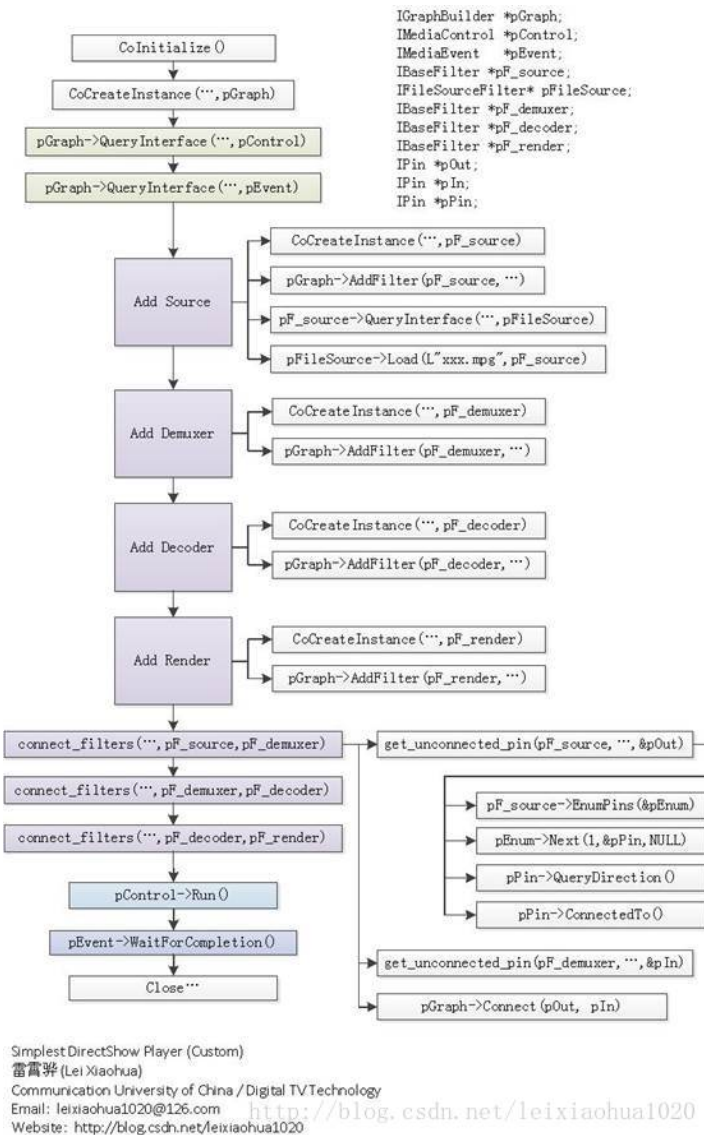 IGraphBuilder *pGraph;
IMediaControl *pControl;
IMediaEvent   *pEvent;
IBaseFilter *pF_source;
IFileSourceFilter* pFileSource;
IBaseFilter *pF_demuxer;
IBaseFilter *pF_decoder;
IBaseFilter *pF_render;
IPin *pOut;
IPin *pIn;
IPin *pPin;
CoInitialize()
CoCreateInstance(…,pGraph)
pGraph->QueryInterface(…,pControl)
pGraph->QueryInterface(…,pEvent)
Add Source
CoCreateInstance(…,pF_source)
pGraph->AddFilter(pF_source,…)
pF_source->QueryInterface(…,pFileSource)
pFileSource->Load(L"xxx.mpg",pF_source)
Add Demuxer
CoCreateInstance(…,pF_demuxer)
pGraph->AddFilter(pF_demuxer,…)
Add Decoder
CoCreateInstance(…,pF_decoder)
pGraph->AddFilter(pF_decoder,…)
Add Render
CoCreateInstance(…,pF_render)
pGraph->AddFilter(pF_render,…)
connect_filters(…,pF_source,pF_demuxer)
get_unconnected_pin(pF_source,…,&pOut)
connect_filters(…,pF_demuxer,pF_decoder)
pF_source->EnumPins(&pEnum)
connect_filters(…,pF_decoder,pF_render)
pEnum->Next(1,&pPin,NULL)
pPin->QueryDirection()
pControl->Run()
pPin->ConnectedTo()
pEvent->WaitForCompletion()
get_unconnected_pin(pF_demuxer,…,&pIn)
Close…
pGraph->Connect(pOut, pIn)
Simplest DirectShow Player (Custom)
雷霄骅 (Lei Xiaohua)
Communication University of China / Digital TV Technology
Email: leixiaohua1020@126.com
Website: http://blog.csdn.net/leixiaohua1020
http://blog.csdn.net/leixiaohua1020